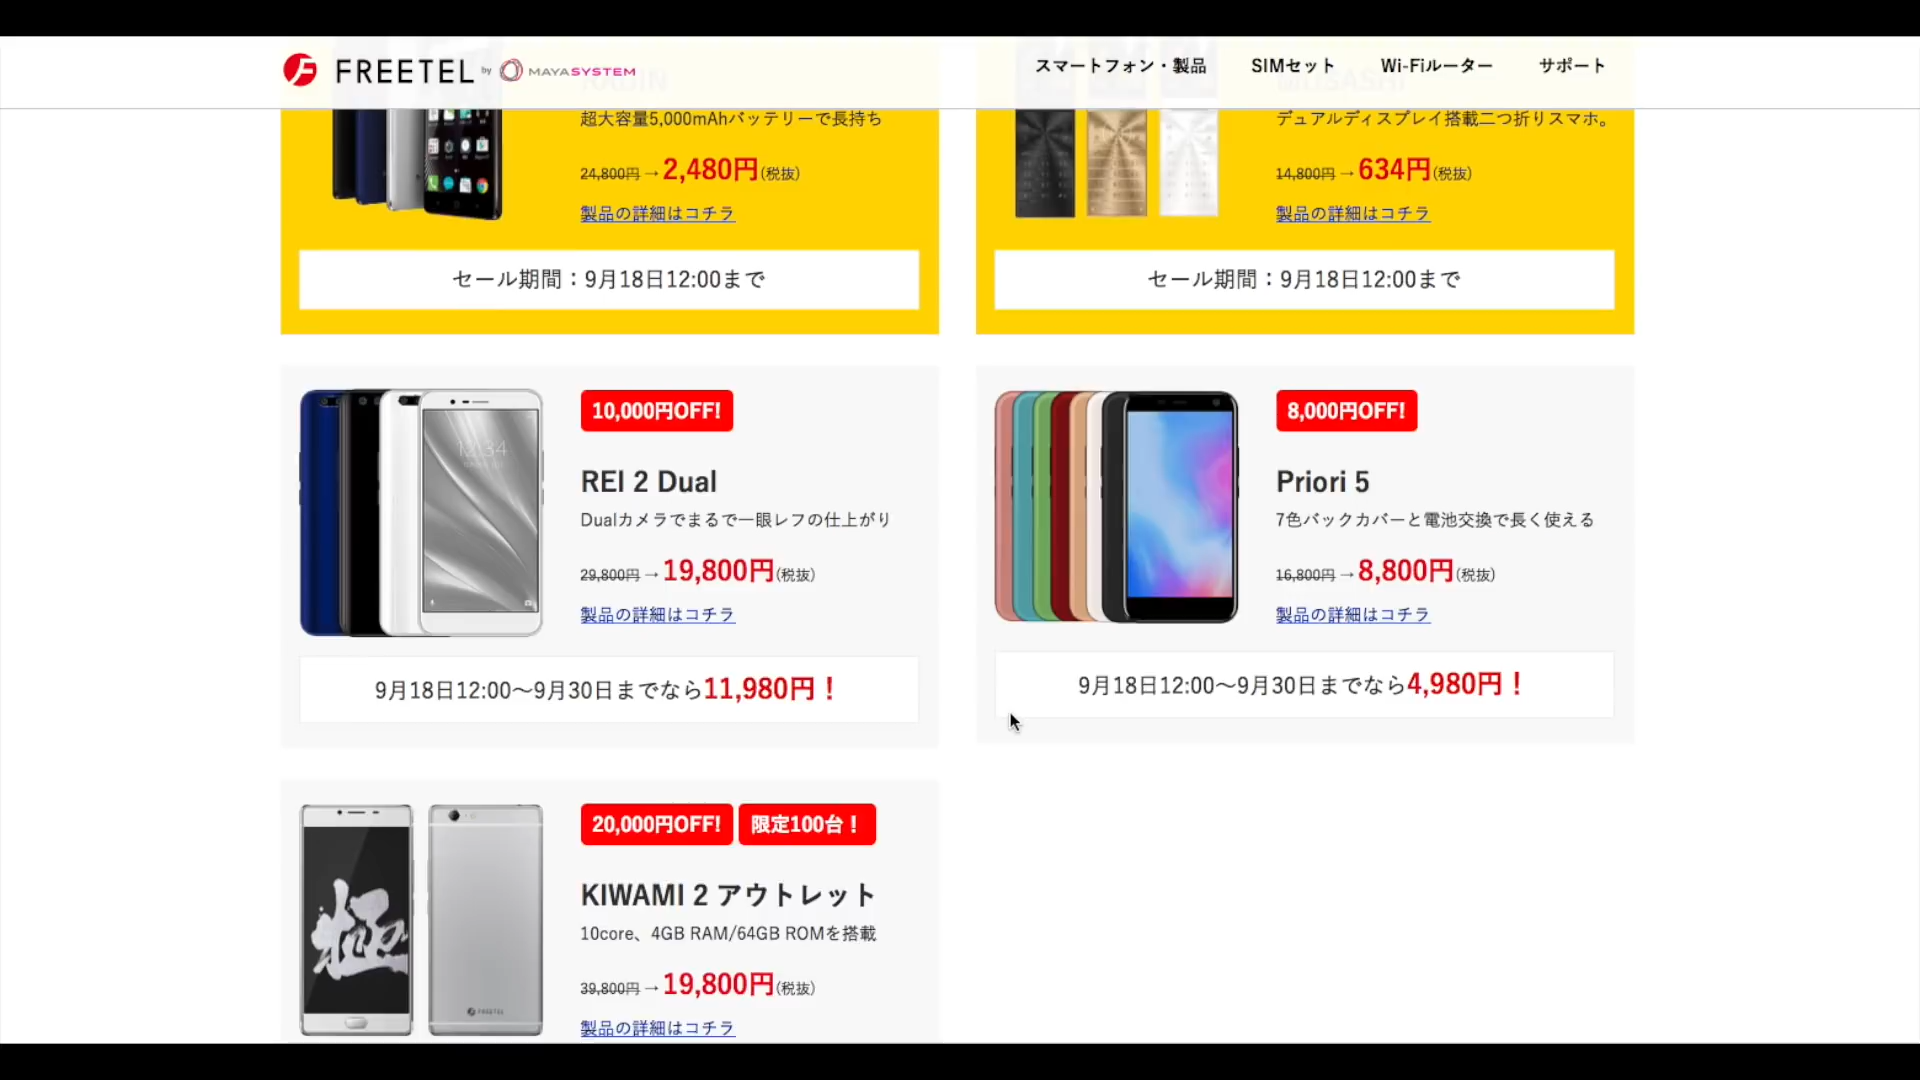 FREETEL by MAYASYSTEM
スマートフォン・製品 SIMセット Wi-Fiルーター サポート
超大容量5,000mAhバッテリーで長持ち
24,800円→2,480円(税抜)
製品の詳細はコチラ
セール期間：9月18日12:00まで
デュアルディスプレイ搭載二つ折りスマホ。
14,800円→634円(税抜)
製品の詳細はコチラ
セール期間：9月18日12:00まで
10,000円OFF!
REI 2 Dual
Dualカメラでまるで一眼レフの仕上がり
29,800円→19,800円(税抜)
製品の詳細はコチラ
9月18日12:00〜9月30日までなら11,980円！
8,000円OFF!
Priori 5
7色バックカバーと電池交換で長く使える
16,800円→8,800円(税抜)
製品の詳細はコチラ
9月18日12:00〜9月30日までなら4,980円！
極
FREETEL
20,000円OFF! 限定100台！
KIWAMI 2 アウトレット
10core、4GB RAM/64GB ROMを搭載
39,800円→19,800円(税抜)
製品の詳細はコチラ